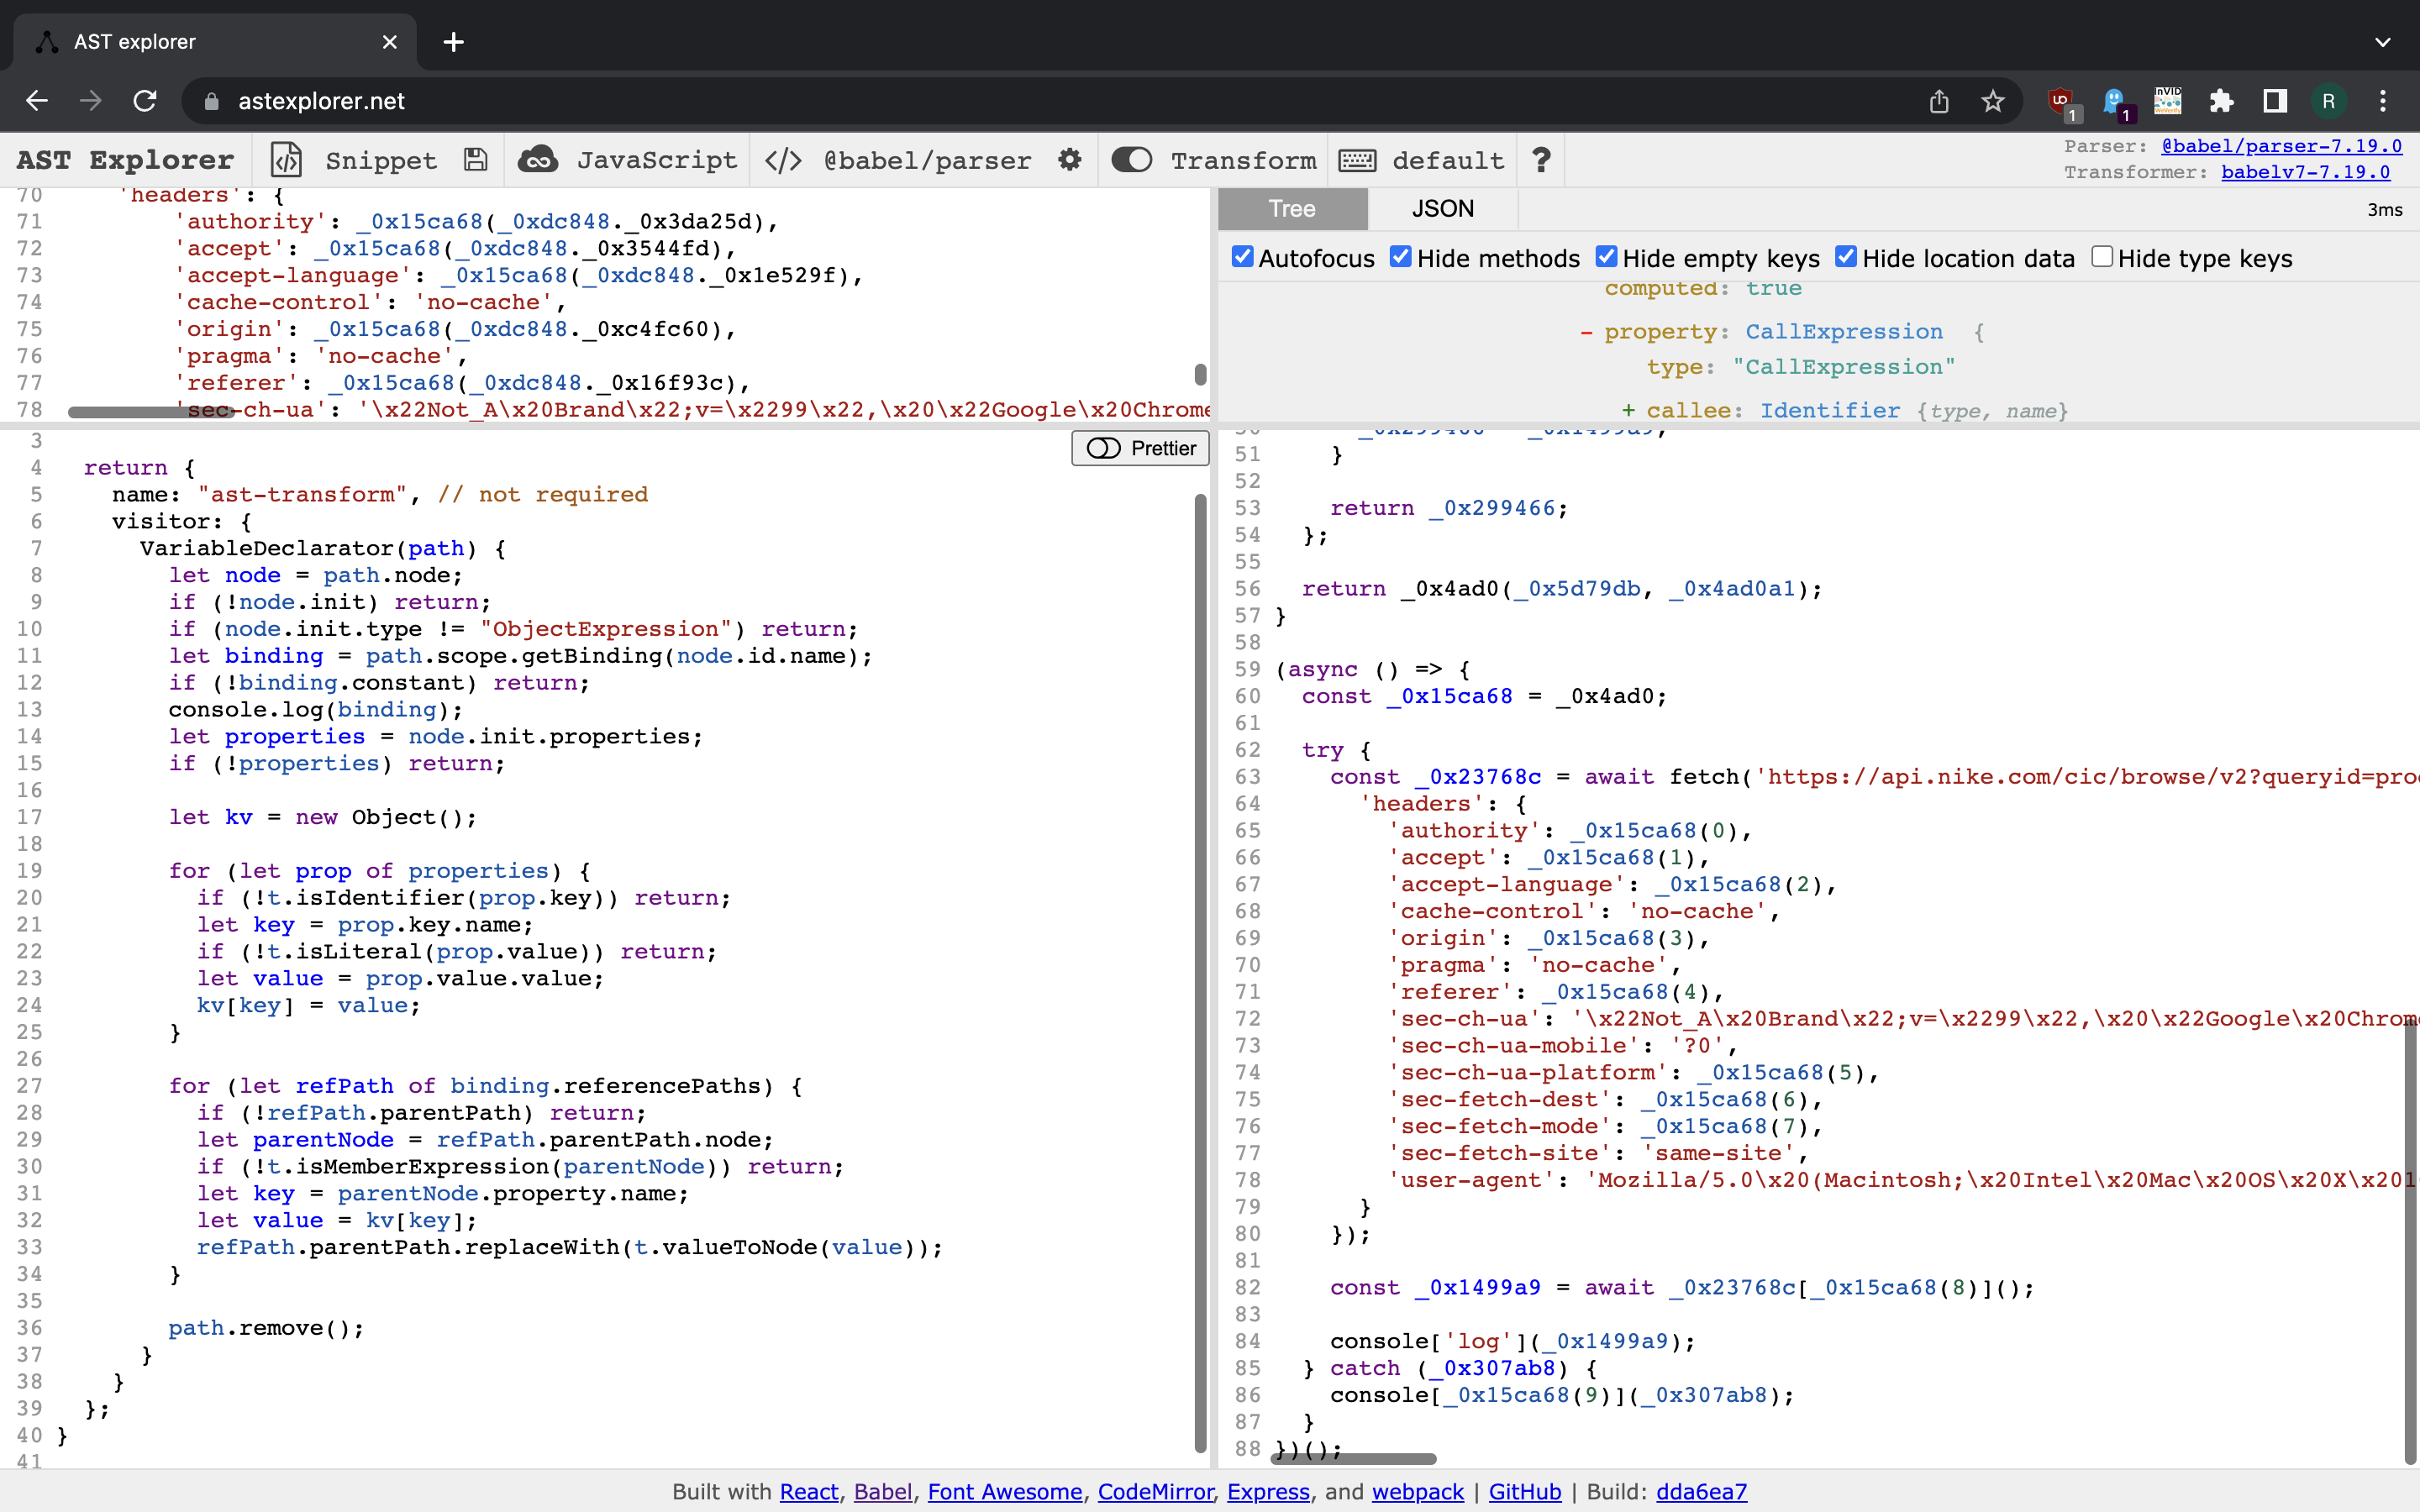 AST explorer
astexplorer.net
1
1
InVID
R
AST Explorer
Snippet
JavaScript
</> @babel/parser
Transform
default
?
Parser: @babel/parser-7.19.0
Transformer: babelv7-7.19.0
70 'headers': {
71 'authority': _0x15ca68(_0xdc848._0x3da25d),
72 'accept': _0x15ca68(_0xdc848._0x3544fd),
73 'accept-language': _0x15ca68(_0xdc848._0x1e529f),
74 'cache-control': 'no-cache',
75 'origin': _0x15ca68(_0xdc848._0xc4fc60),
76 'pragma': 'no-cache',
77 'referer': _0x15ca68(_0xdc848._0x16f93c),
78 'sec-ch-ua': '\x22Not_A\x20Brand\x22;v=\x2299\x22,\x20\x22Google\x20Chrome
Tree
JSON
3ms
Autofocus
Hide methods
Hide empty keys
Hide location data
Hide type keys
computed: true
- property: CallExpression {
type: "CallExpression"
+ callee: Identifier {type, name}
Prettier
3
4 return {
5 name: "ast-transform", // not required
6 visitor: {
7 VariableDeclarator(path) {
8 let node = path.node;
9 if (!node.init) return;
10 if (node.init.type != "ObjectExpression") return;
11 let binding = path.scope.getBinding(node.id.name);
12 if (!binding.constant) return;
13 console.log(binding);
14 let properties = node.init.properties;
15 if (!properties) return;
16
17 let kv = new Object();
18
19 for (let prop of properties) {
20 if (!t.isIdentifier(prop.key)) return;
21 let key = prop.key.name;
22 if (!t.isLiteral(prop.value)) return;
23 let value = prop.value.value;
24 kv[key] = value;
25 }
26
27 for (let refPath of binding.referencePaths) {
28 if (!refPath.parentPath) return;
29 let parentNode = refPath.parentPath.node;
30 if (!t.isMemberExpression(parentNode)) return;
31 let key = parentNode.property.name;
32 let value = kv[key];
33 refPath.parentPath.replaceWith(t.valueToNode(value));
34 }
35
36 path.remove();
37 }
38 }
39 };
40 }
41
50 _0x299466 = _0x1499a9;
51 }
52
53 return _0x299466;
54 };
55
56 return _0x4ad0(_0x5d79db, _0x4ad0a1);
57 }
58
59 (async () => {
60 const _0x15ca68 = _0x4ad0;
61
62 try {
63 const _0x23768c = await fetch('https://api.nike.com/cic/browse/v2?queryid=pro
64 'headers': {
65 'authority': _0x15ca68(0),
66 'accept': _0x15ca68(1),
67 'accept-language': _0x15ca68(2),
68 'cache-control': 'no-cache',
69 'origin': _0x15ca68(3),
70 'pragma': 'no-cache',
71 'referer': _0x15ca68(4),
72 'sec-ch-ua': '\x22Not_A\x20Brand\x22;v=\x2299\x22,\x20\x22Google\x20Chrom
73 'sec-ch-ua-mobile': '?0',
74 'sec-ch-ua-platform': _0x15ca68(5),
75 'sec-fetch-dest': _0x15ca68(6),
76 'sec-fetch-mode': _0x15ca68(7),
77 'sec-fetch-site': 'same-site',
78 'user-agent': 'Mozilla/5.0\x20(Macintosh;\x20Intel\x20Mac\x20OS\x20X\x201
79 }
80 });
81
82 const _0x1499a9 = await _0x23768c[_0x15ca68(8)]();
83
84 console['log'](_0x1499a9);
85 } catch (_0x307ab8) {
86 console[_0x15ca68(9)](_0x307ab8);
87 }
88 })();
Built with React, Babel, Font Awesome, CodeMirror, Express, and webpack | GitHub | Build: dda6ea7